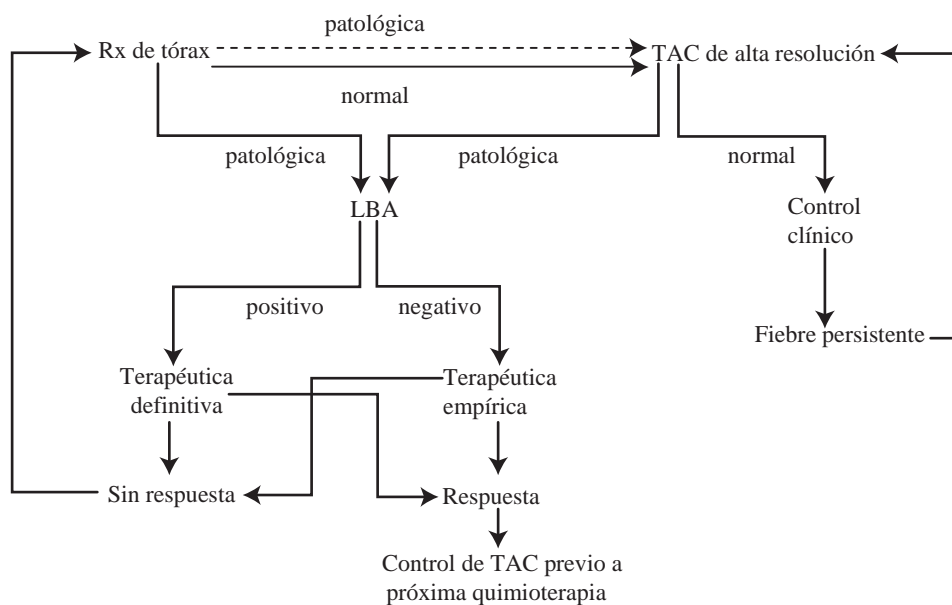 patológica
Rx de tórax
TAC de alta resolución
normal
patológica
patológica
normal
LBA
Control
clínico
positivo
negativo
Fiebre persistente
Terapéutica
definitiva
Terapéutica
empírica
Sin respuesta
Respuesta
Control de TAC previo a
próxima quimioterapia